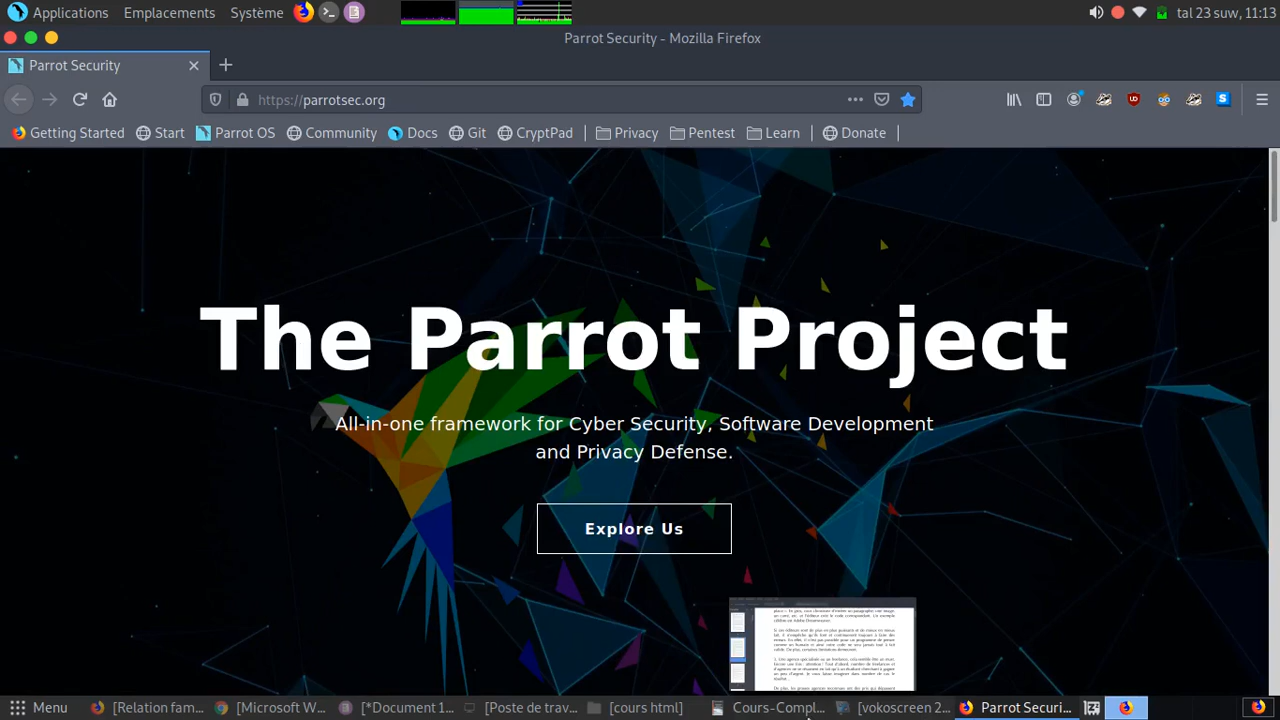 Applications Emplacements Sy
tal 23 suw, 11:
Parrot Security - Mozilla Firefox
Parrot Security
https://parrotsec.org
Getting Started Start Parrot OS Community Docs Git CryptPad Privacy Pentest Learn Donate
The Parrot Project
All-in-one framework for Cyber Security, Software Development
and Privacy Defense.
Explore Us
Menu [Relation... [Microsoft W... ["Document 1... [Poste de trav... [cours html] Cours-Compl... [vokoscreen 2... Parrot Securi...